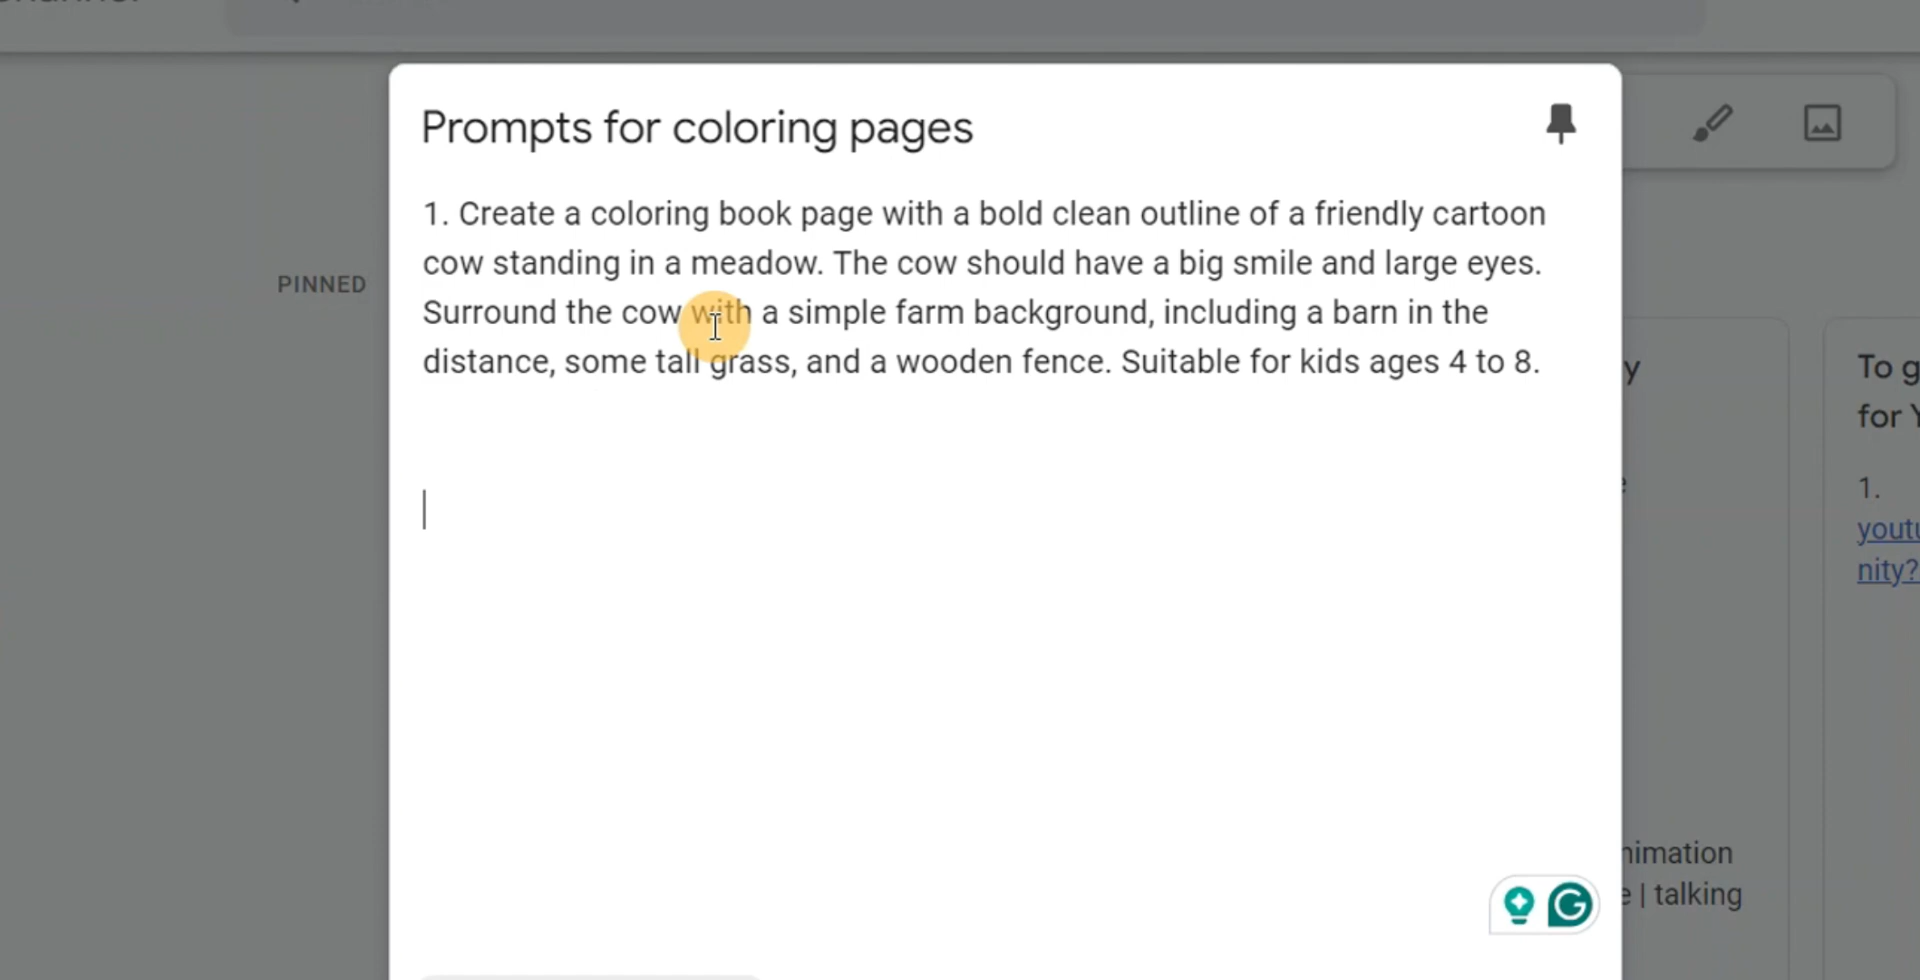 Prompts for coloring pages
1. Create a coloring book page with a bold clean outline of a friendly cartoon
cow standing in a meadow. The cow should have a big smile and large eyes.
Surround the cow with a simple farm background, including a barn in the
distance, some tall grass, and a wooden fence. Suitable for kids ages 4 to 8.
PINNED
y
To g
for Y
1.
youtu
nity?
nimation
e | talking